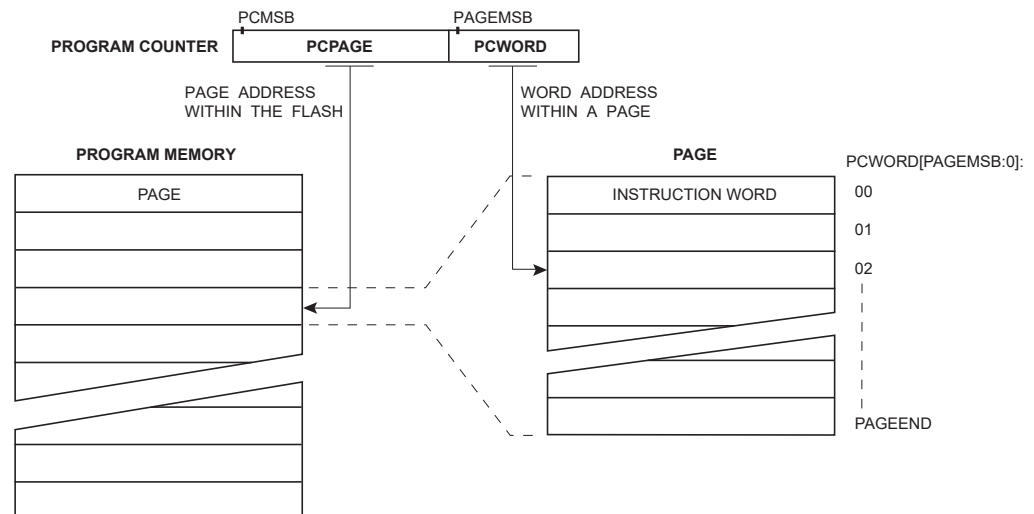 PCMSB
PAGEMSB
PROGRAM COUNTER
PCPAGE
PCWORD
PAGE ADDRESS
WITHIN THE FLASH
WORD ADDRESS
WITHIN A PAGE
PROGRAM MEMORY
PAGE
PAGE
PCWORD[PAGEMSB:0]:
INSTRUCTION WORD
00
01
02
PAGEEND